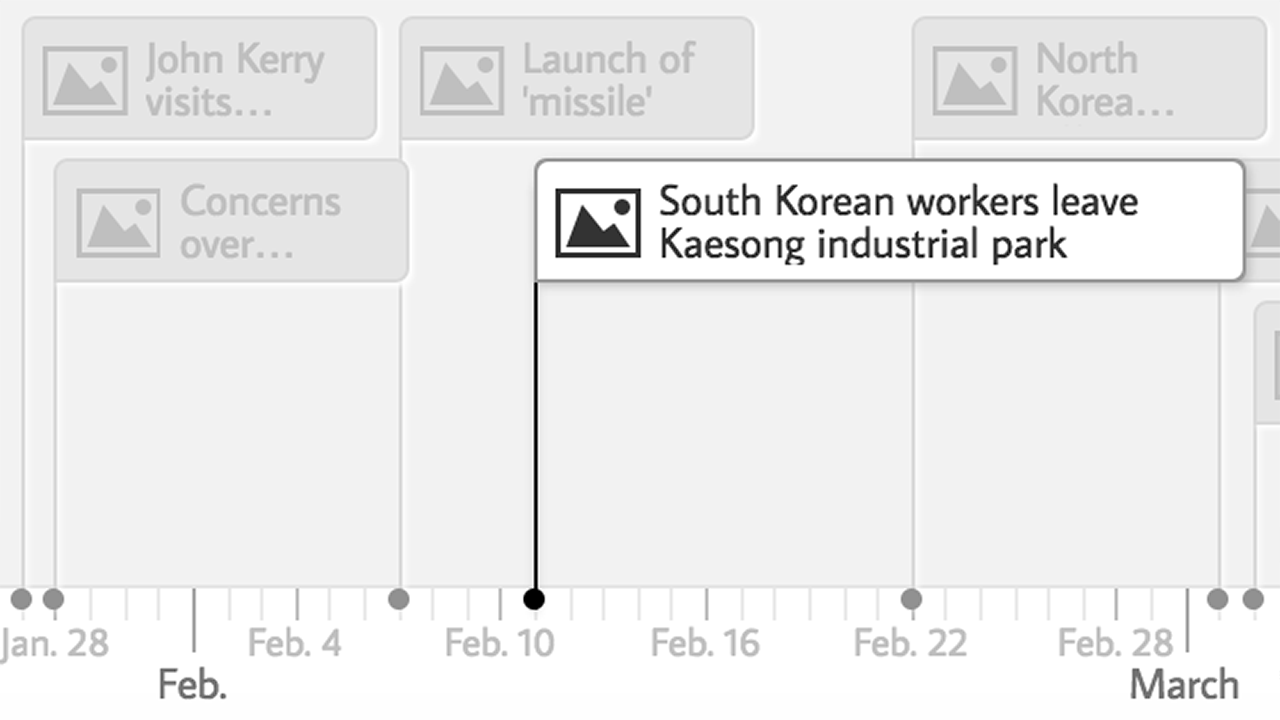 John Kerry
visits…
Launch of
'missile'
North
Korea…
Concerns
over…
South Korean workers leave
Kaesong industrial park
Jan. 28
Feb. 4
Feb. 10
Feb. 16
Feb. 22
Feb. 28
Feb.
March